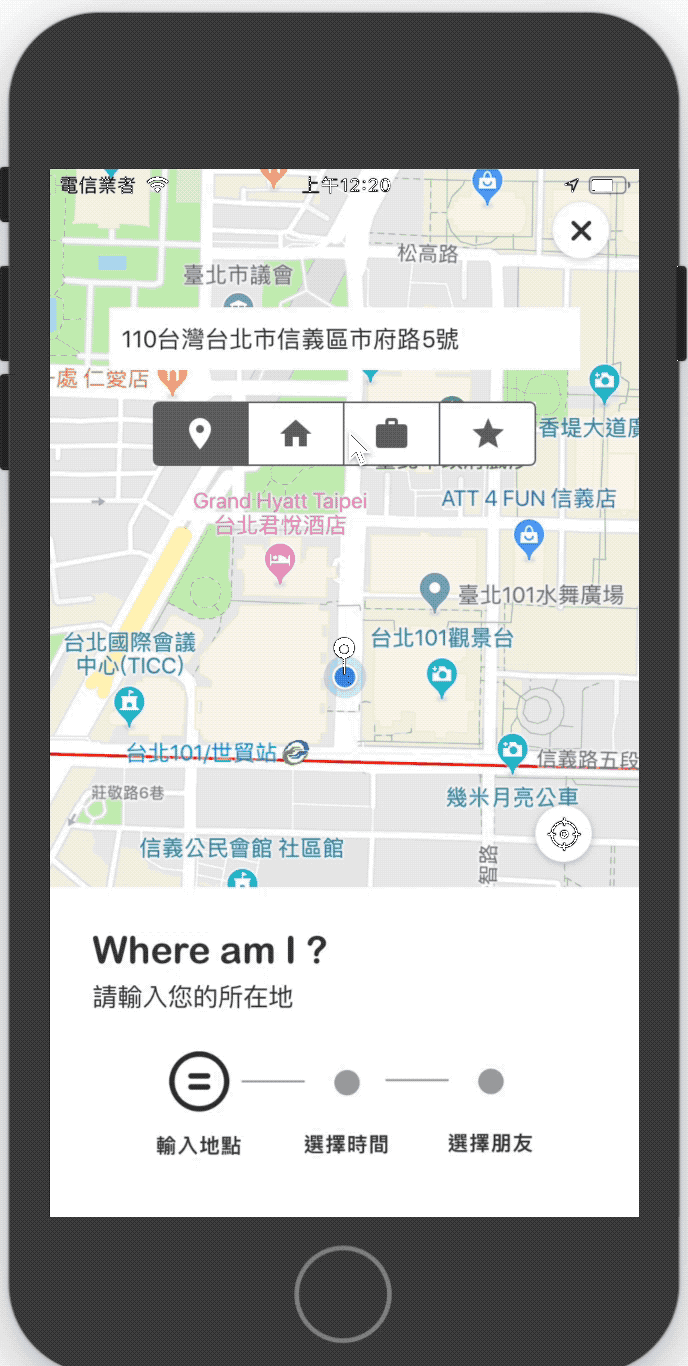 電信業者
上午12:20
松高路
臺北市議會
110台灣台北市信義區市府路5號
處 仁愛店
香堤大道廣
Grand Hyatt Taipei
台北君悅酒店
ATT 4 FUN 信義店
臺北101水舞廣場
台北國際會議
中心(TICC)
台北101觀景台
台北101/世貿站
信義路五段
莊敬路6巷
幾米月亮公車
信義公民會館 社區館
智路
Where am I ?
請輸入您的所在地
輸入地點
選擇時間
選擇朋友